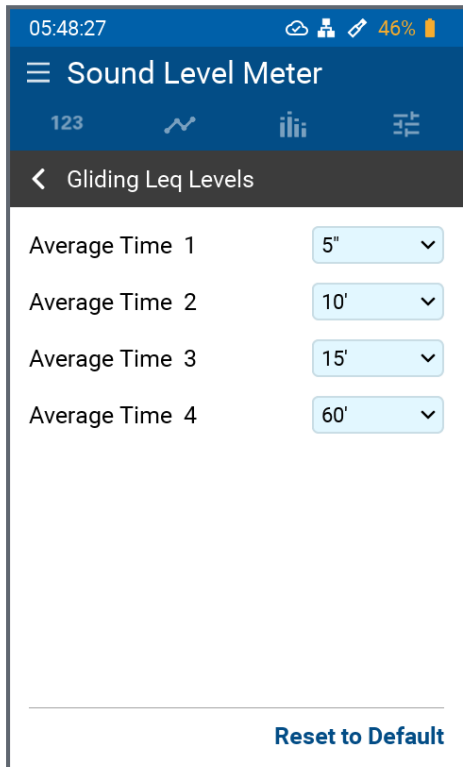 05:48:27 46%
Sound Level Meter
123
Gliding Leq Levels
Average Time 1 5"
Average Time 2 10'
Average Time 3 15'
Average Time 4 60'
Reset to Default